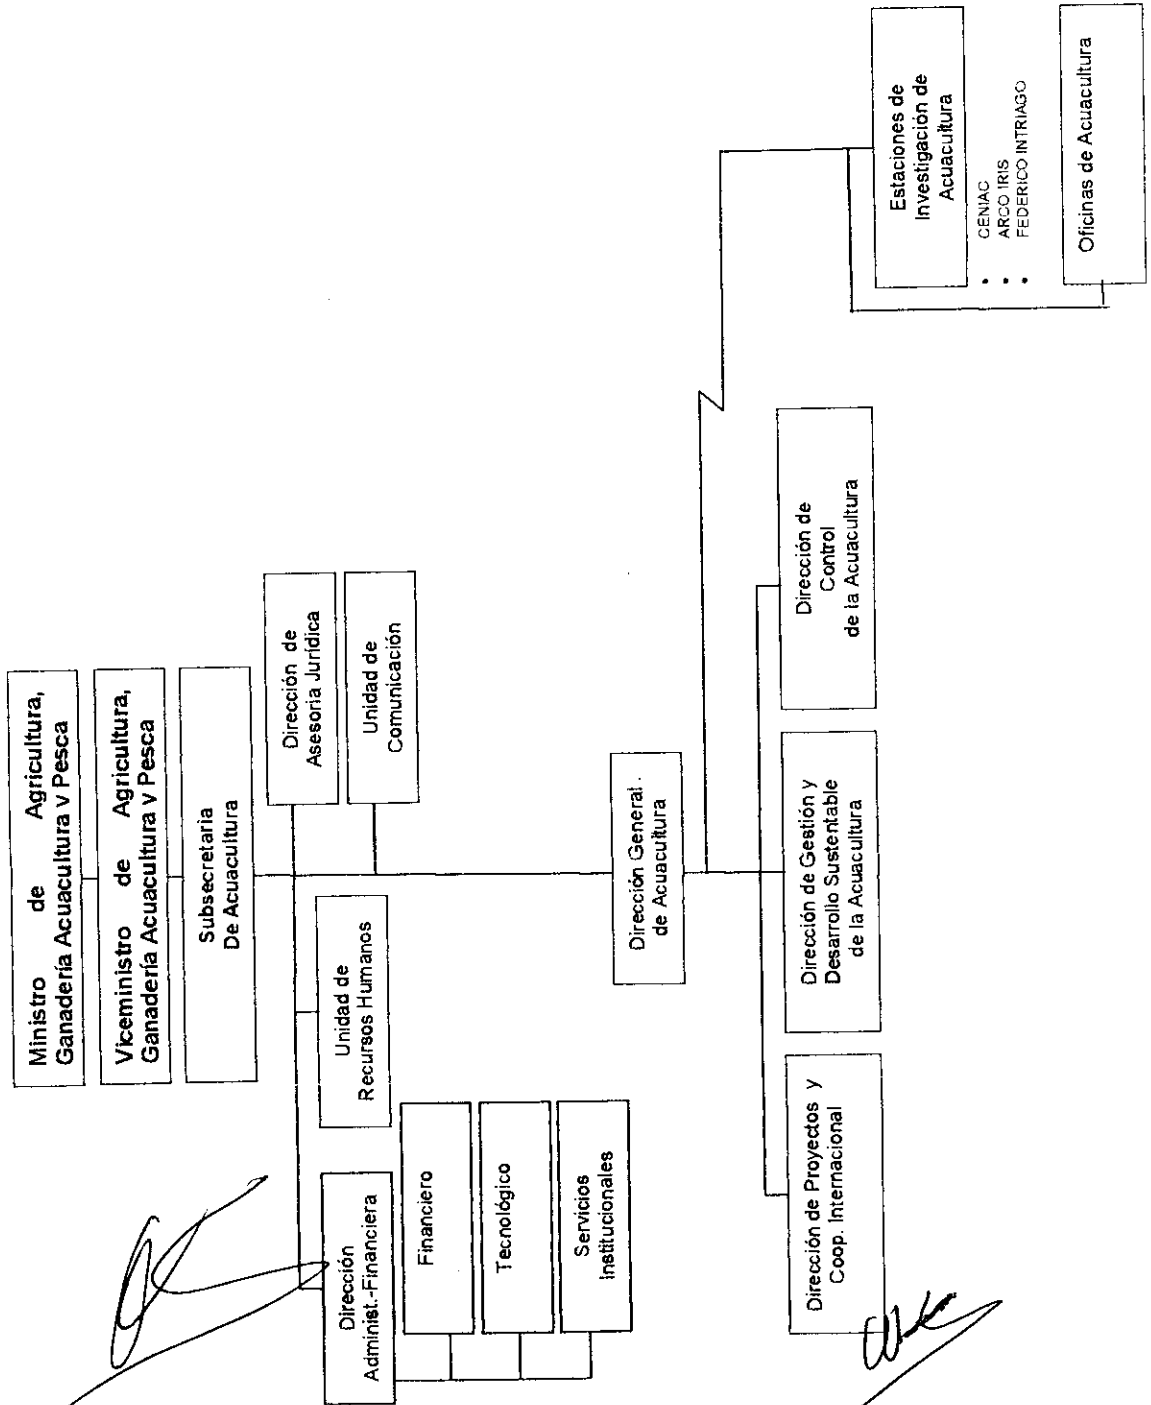 Ministro de Agricultura,
Ganadería Acuacultura v Pesca
Viceministro de Agricultura,
Ganadería Acuacultura v Pesca
Subsecretaria
De Acuacultura
Dirección de
Asesoria Jurídica
Unidad de
Comunicación
Unidad de
Recursos Humanos
Dirección
Administ.-Financiera
Financiero
Tecnológico
Servicios
Institucionales
Dirección General .
de Acuacultura
Dirección de Proyectos y
Coop. Internacional
Dirección de Gestión y
Desarrollo Sustentable
de la Acuacultura
Dirección de
Control
de la Acuacultura
Estaciones de
Investigación de
Acuacultura
• CENIAC
• ARCO IRIS
• FEDERICO INTRIAGO
Oficinas de Acuacultura